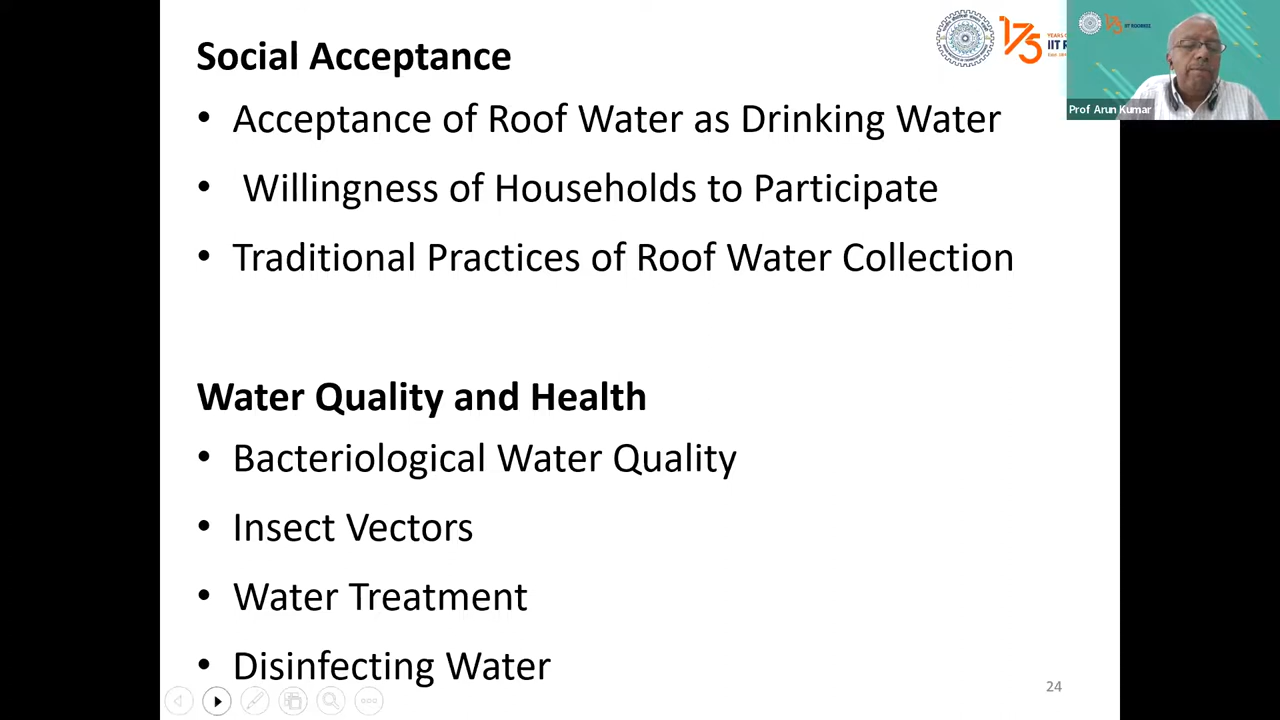 Social Acceptance
• Acceptance of Roof Water as Drinking Water
• Willingness of Households to Participate
• Traditional Practices of Roof Water Collection
Water Quality and Health
• Bacteriological Water Quality
• Insect Vectors
• Water Treatment
• Disinfecting Water
24
175
IIT R
Prof Arun Kumar